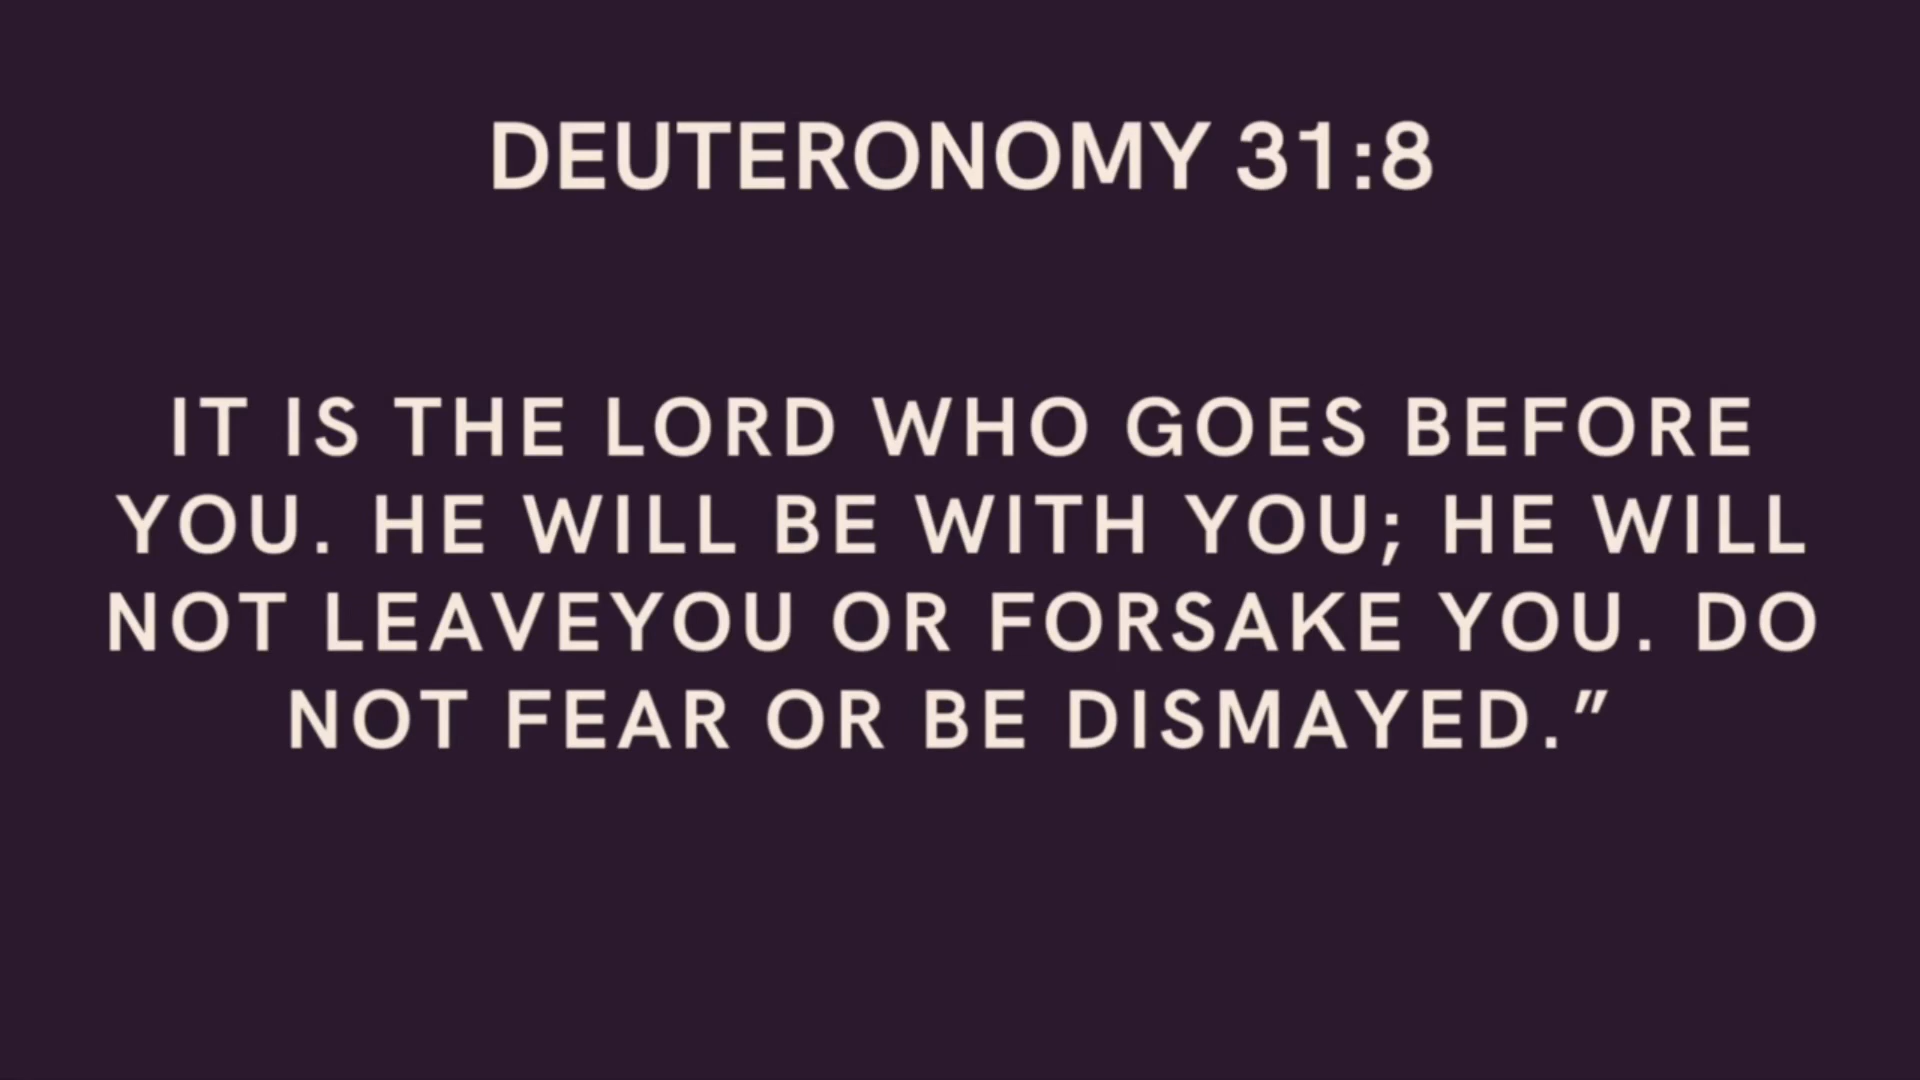 DEUTERONOMY 31:8
IT IS THE LORD WHO GOES BEFORE
YOU. HE WILL BE WITH YOU; HE WILL
NOT LEAVEYOU OR FORSAKE YOU. DO
NOT FEAR OR BE DISMAYED.”